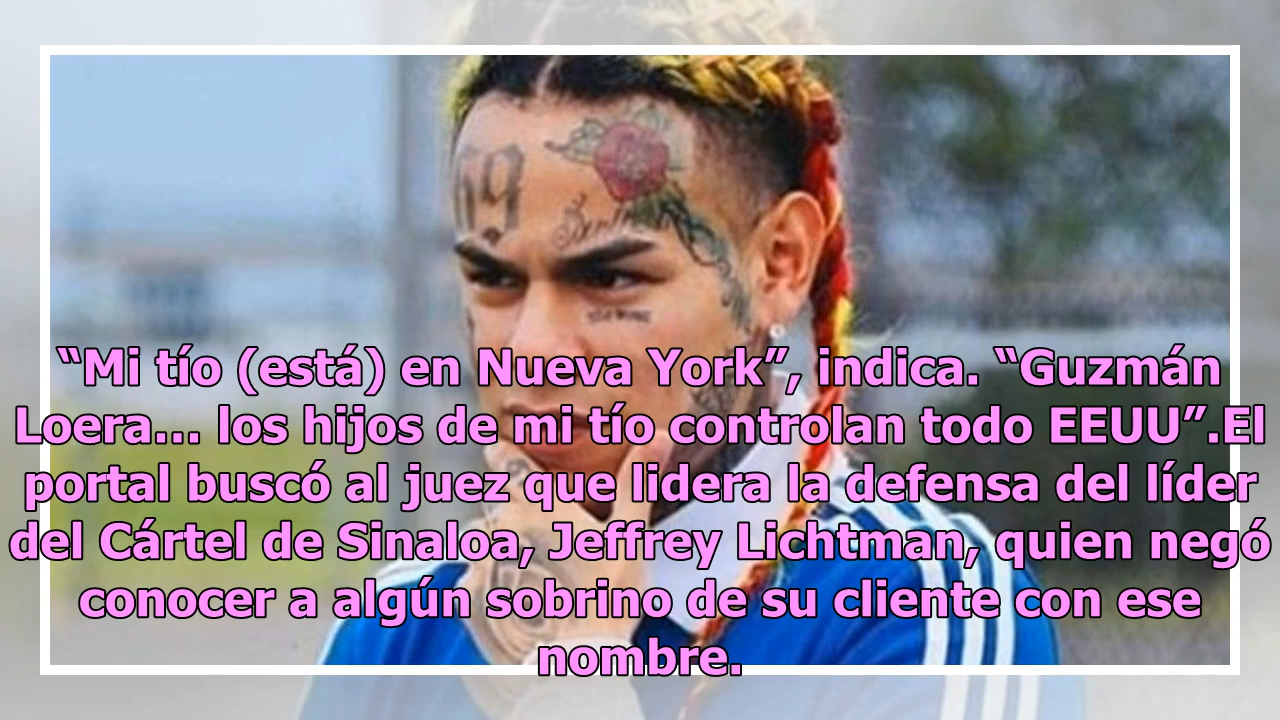 69
“Mi tío (está) en Nueva York”, indica. “Guzmán
Loera... los hijos de mi tío controlan todo EEUU”.El
portal buscó al juez que lidera la defensa del líder
del Cártel de Sinaloa, Jeffrey Lichtman, quien negó
conocer a algún sobrino de su cliente con ese
nombre.